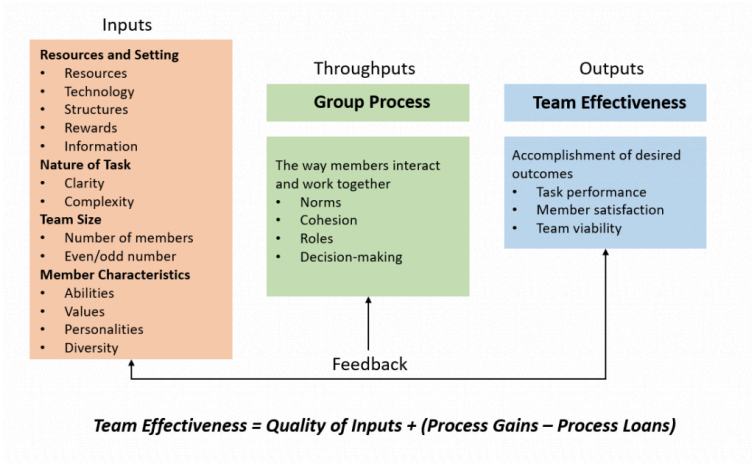 Inputs
Resources and Setting
• Resources
• Technology
• Structures
• Rewards
• Information
Nature of Task
• Clarity
• Complexity
Team Size
• Number of members
• Even/odd number
Member Characteristics
• Abilities
• Values
• Personalities
• Diversity
Throughputs
Group Process
The way members interact
and work together
• Norms
• Cohesion
• Roles
• Decision-making
Outputs
Team Effectiveness
Accomplishment of desired
outcomes
• Task performance
• Member satisfaction
• Team viability
Feedback
Team Effectiveness = Quality of Inputs + (Process Gains – Process Loans)